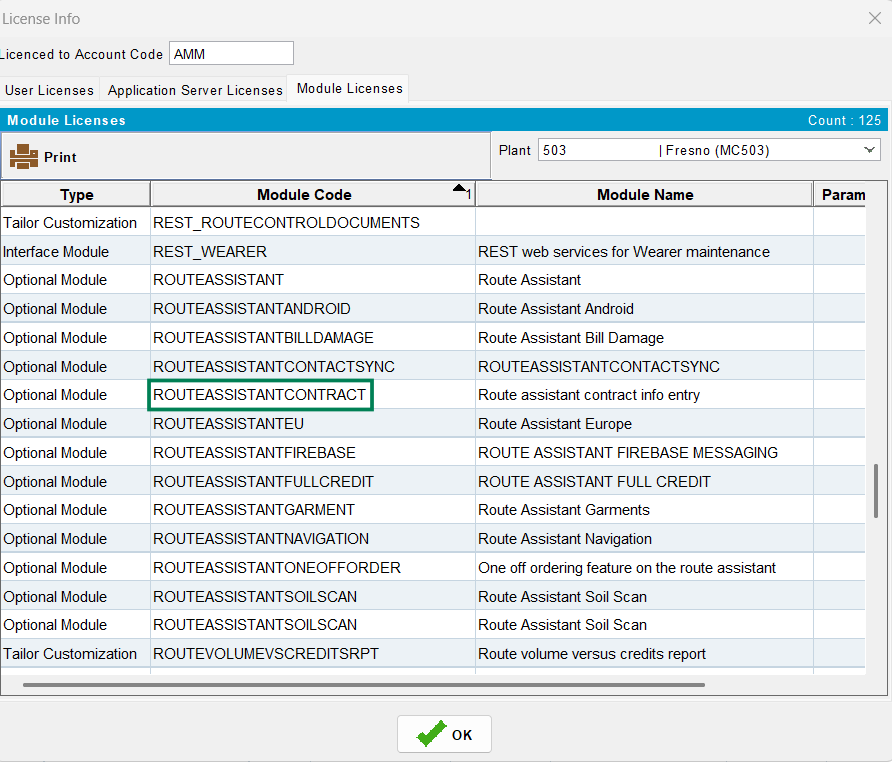 License Info
Licenced to Account Code AMM
User Licenses Application Server Licenses Module Licenses
Module Licenses Count : 125
Print Plant 503 | Fresno (MC503)
Type Module Code 1 Module Name Param
Tailor Customization REST_ROUTECONTROLDOCUMENTS
Interface Module REST_WEARER REST web services for Wearer maintenance
Optional Module ROUTEASSISTANT Route Assistant
Optional Module ROUTEASSISTANTANDROID Route Assistant Android
Optional Module ROUTEASSISTANTBILLDAMAGE Route Assistant Bill Damage
Optional Module ROUTEASSISTANTCONTACTSYNC ROUTEASSISTANTCONTACTSYNC
Optional Module ROUTEASSISTANTCONTRACT Route assistant contract info entry
Optional Module ROUTEASSISTANTEU Route Assistant Europe
Optional Module ROUTEASSISTANTFIREBASE ROUTE ASSISTANT FIREBASE MESSAGING
Optional Module ROUTEASSISTANTFULLCREDIT ROUTE ASSISTANT FULL CREDIT
Optional Module ROUTEASSISTANTGARMENT Route Assistant Garments
Optional Module ROUTEASSISTANTNAVIGATION Route Assistant Navigation
Optional Module ROUTEASSISTANTONEOFFORDER One off ordering feature on the route assistant
Optional Module ROUTEASSISTANTSOILSCAN Route Assistant Soil Scan
Optional Module ROUTEASSISTANTSOILSCAN Route Assistant Soil Scan
Tailor Customization ROUTEVOLUMEVSCREDITSRPT Route volume versus credits report
OK